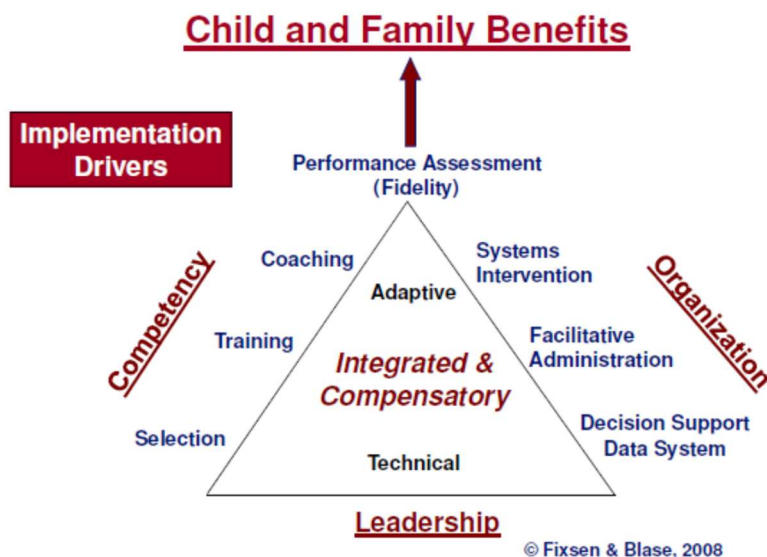 Child and Family Benefits
Implementation
Drivers
Performance Assessment
(Fidelity)
Coaching
Systems
Intervention
Adaptive
Competency
Organization
Training
Facilitative
Administration
Integrated &
Compensatory
Selection
Decision Support
Data System
Technical
Leadership
© Fixsen & Blase, 2008